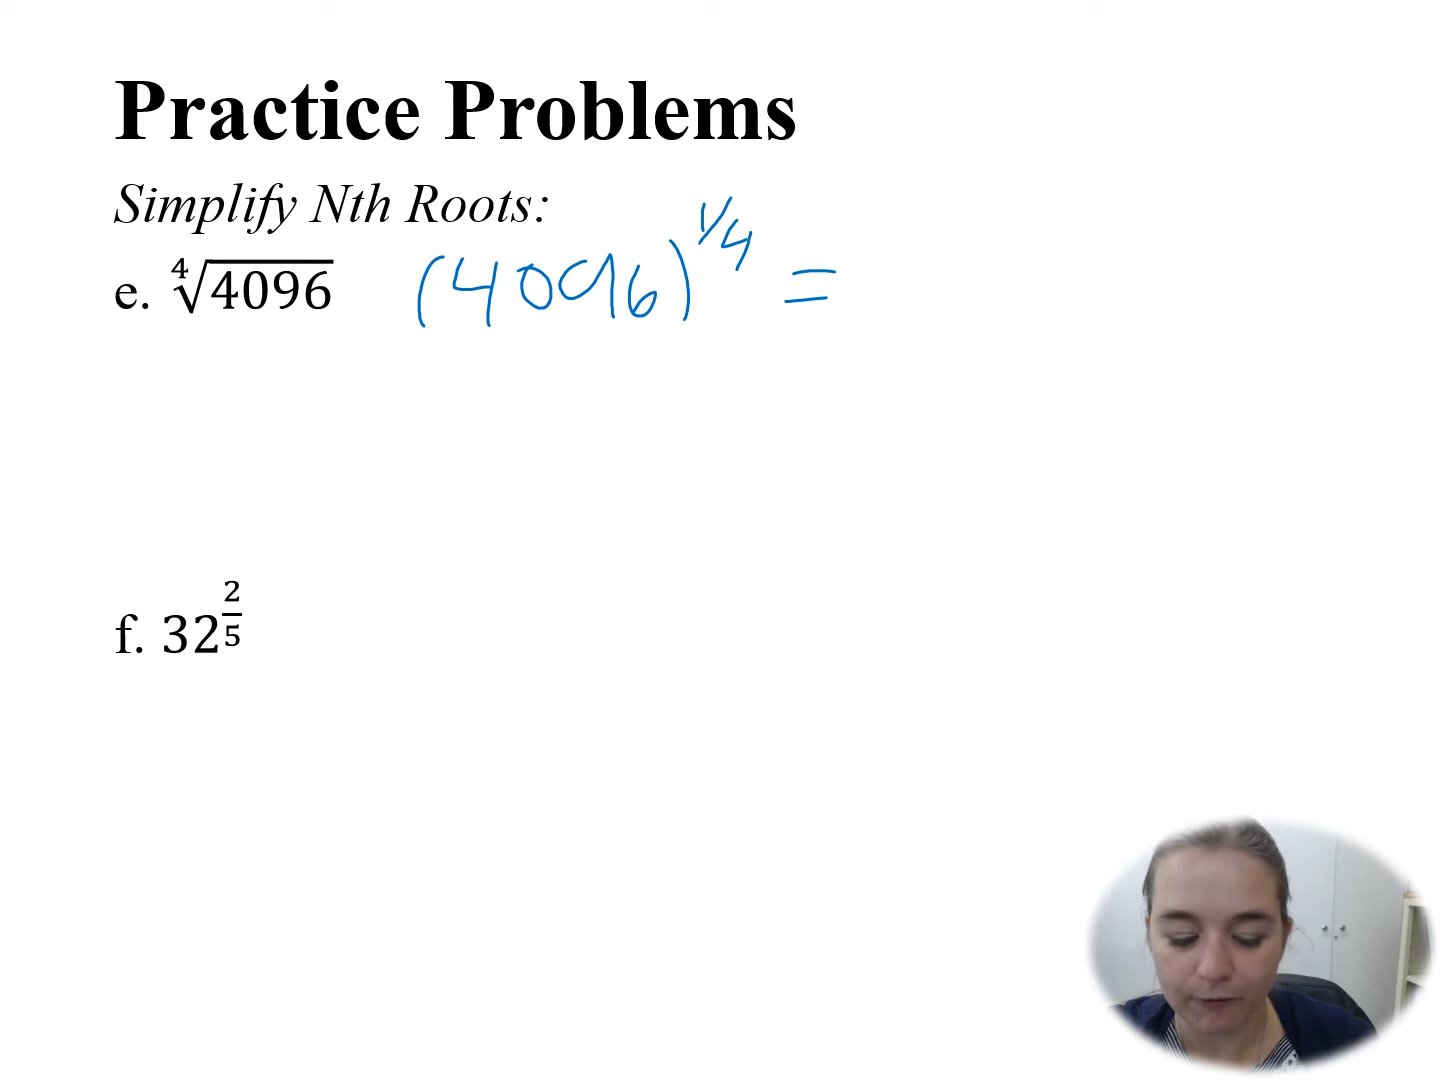 Practice Problems
Simplify Nth Roots:
e. ∜4096 (4096)^1/4 =
f. 32^2/5